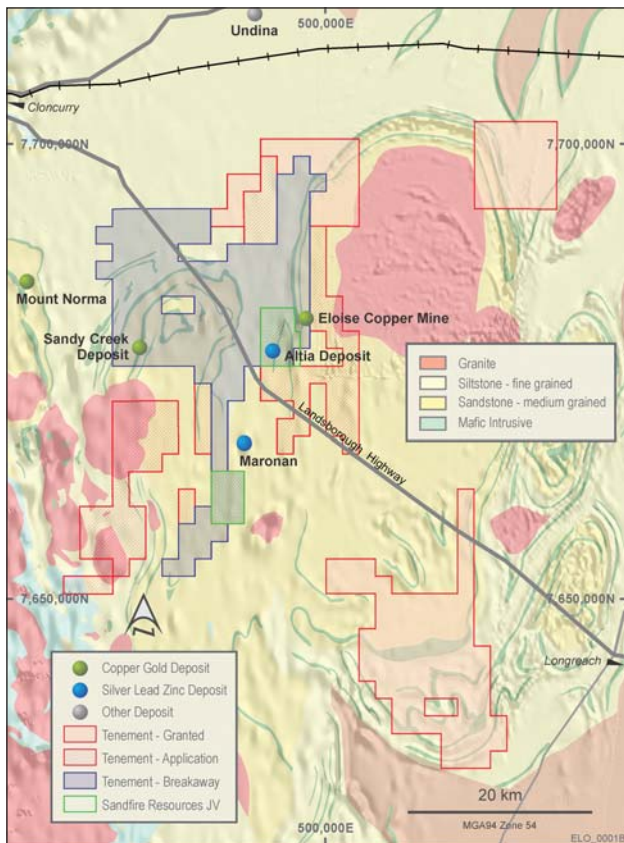 Undina
500,000E
Cloncurry
7,700,000N
7,700,000N
Mount Norma
Eloise Copper Mine
Sandy Creek
Deposit
Altia Deposit
Granite
Siltstone - fine grained
Sandstone - medium grained
Mafic Intrusive
Landsborough Highway
Maronan
7,650,000N
7,650,000N
N
Longreach
Copper Gold Deposit
Silver Lead Zinc Deposit
Other Deposit
Tenement - Granted
Tenement - Application
Tenement - Breakaway
Sandfire Resources JV
20 km
MGA94 Zone 54
500,000E
ELO_0001B